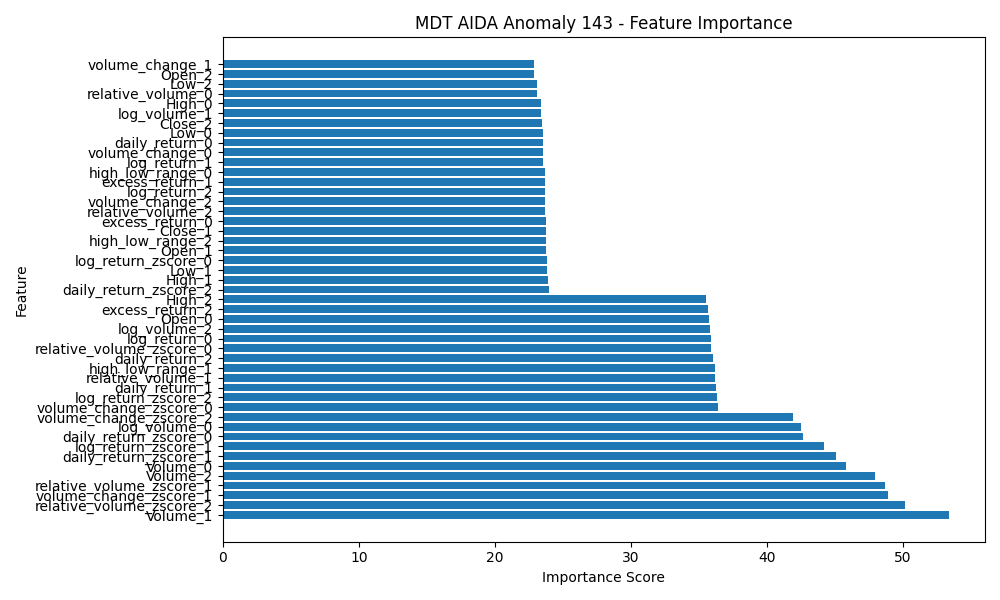 MDT AIDA Anomaly 143 - Feature Importance
volume_change_1
Open_2
Low_2
relative_volume_0
High_0
log_volume_1
Close_2
Low_0
daily_return_0
volume_change_0
log_return_1
high_low_range_0
excess_return_1
log_return_2
volume_change_2
relative_volume_2
excess_return_0
Close_1
high_low_range_2
Open_1
log_return_zscore_0
Low_1
High_1
daily_return_zscore_2
High_2
excess_return_2
Open_0
log_volume_2
log_return_0
relative_volume_zscore_0
daily_return_2
high_low_range_1
relative_volume_1
daily_return_1
log_return_zscore_2
volume_change_zscore_0
volume_change_zscore_2
log_volume_0
daily_return_zscore_0
log_return_zscore_1
daily_return_zscore_1
Volume_0
Volume_2
relative_volume_zscore_1
volume_change_zscore_1
relative_volume_zscore_2
Volume_1
Feature
0 10 20 30 40 50
Importance Score